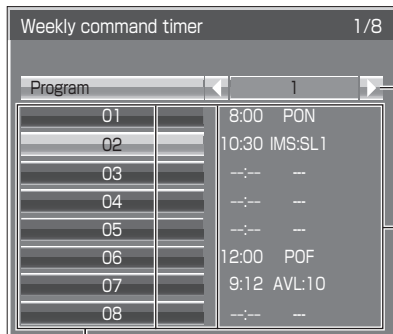 Weekly command timer 1/8
Program 1
01 8:00 PON
02 10:30 IMS:SL1
03 --:-- ---
04 --:-- ---
05 --:-- ---
06 12:00 POF
07 9:12 AVL:10
08 --:-- ---